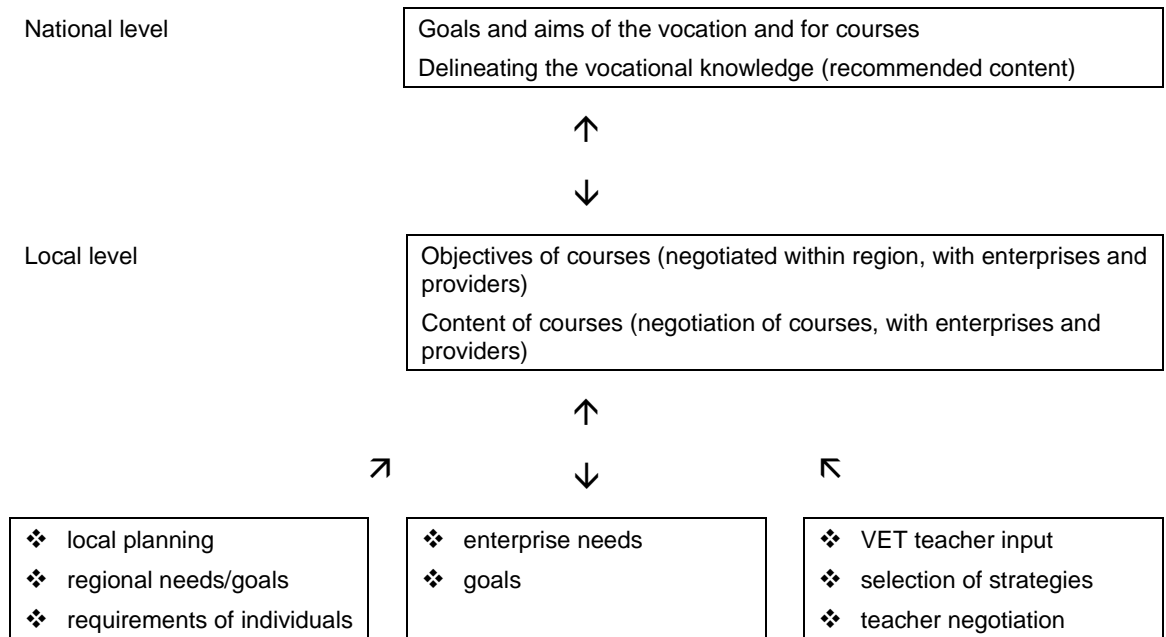 National level
Goals and aims of the vocation and for courses
Delineating the vocational knowledge (recommended content)
Local level
Objectives of courses (negotiated within region, with enterprises and
providers)
Content of courses (negotiation of courses, with enterprises and
providers)
❖ local planning
❖ regional needs/goals
❖ requirements of individuals
❖ enterprise needs
❖ goals
❖ VET teacher input
❖ selection of strategies
❖ teacher negotiation